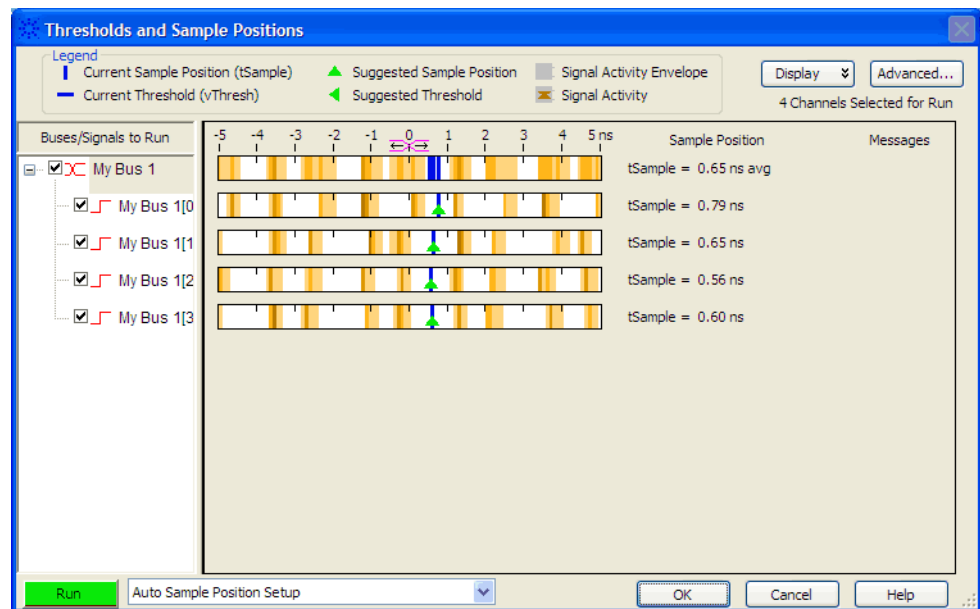 Thresholds and Sample Positions
Legend
Current Sample Position (tSample)
Suggested Sample Position
Signal Activity Envelope
Current Threshold (vThresh)
Suggested Threshold
Signal Activity
Display
Advanced...
4 Channels Selected for Run
Buses/Signals to Run
-5 -4 -3 -2 -1 0 1 2 3 4 5 ns
Sample Position
Messages
My Bus 1
tSample = 0.65 ns avg
My Bus 1[0
tSample = 0.79 ns
My Bus 1[1
tSample = 0.65 ns
My Bus 1[2
tSample = 0.56 ns
My Bus 1[3
tSample = 0.60 ns
Run
Auto Sample Position Setup
OK
Cancel
Help